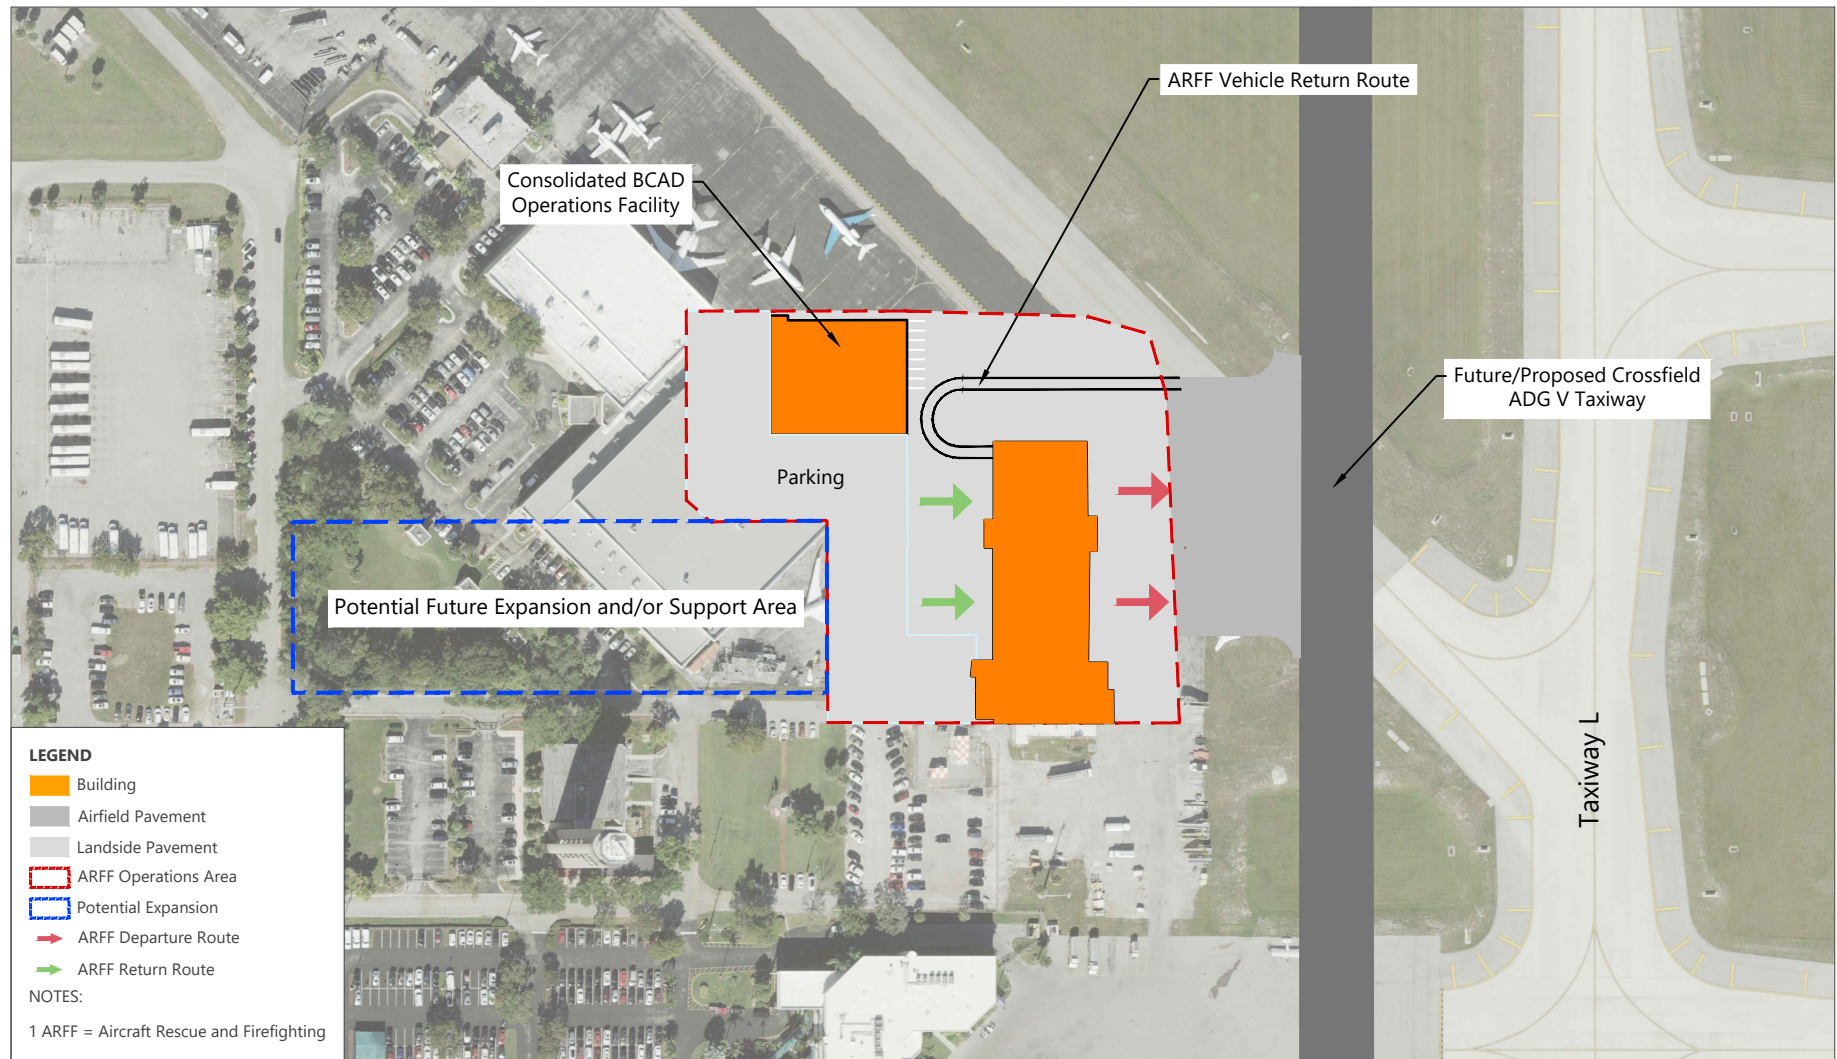 ARFF Vehicle Return Route
Consolidated BCAD
Operations Facility
Future/Proposed Crossfield
ADG V Taxiway
Parking
Potential Future Expansion and/or Support Area
Taxiway L
LEGEND
Building
Airfield Pavement
Landside Pavement
ARFF Operations Area
Potential Expansion
ARFF Departure Route
ARFF Return Route
NOTES:
1 ARFF = Aircraft Rescue and Firefighting